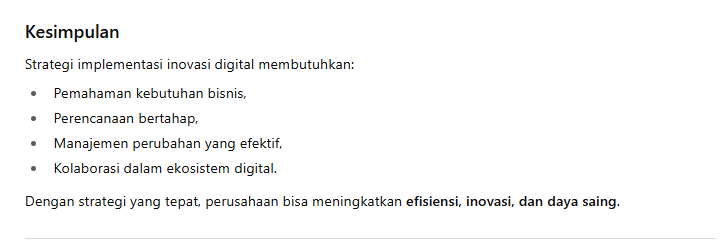 Kesimpulan
Strategi implementasi inovasi digital membutuhkan:
• Pemahaman kebutuhan bisnis,
• Perencanaan bertahap,
• Manajemen perubahan yang efektif,
• Kolaborasi dalam ekosistem digital.
Dengan strategi yang tepat, perusahaan bisa meningkatkan efisiensi, inovasi, dan daya saing.